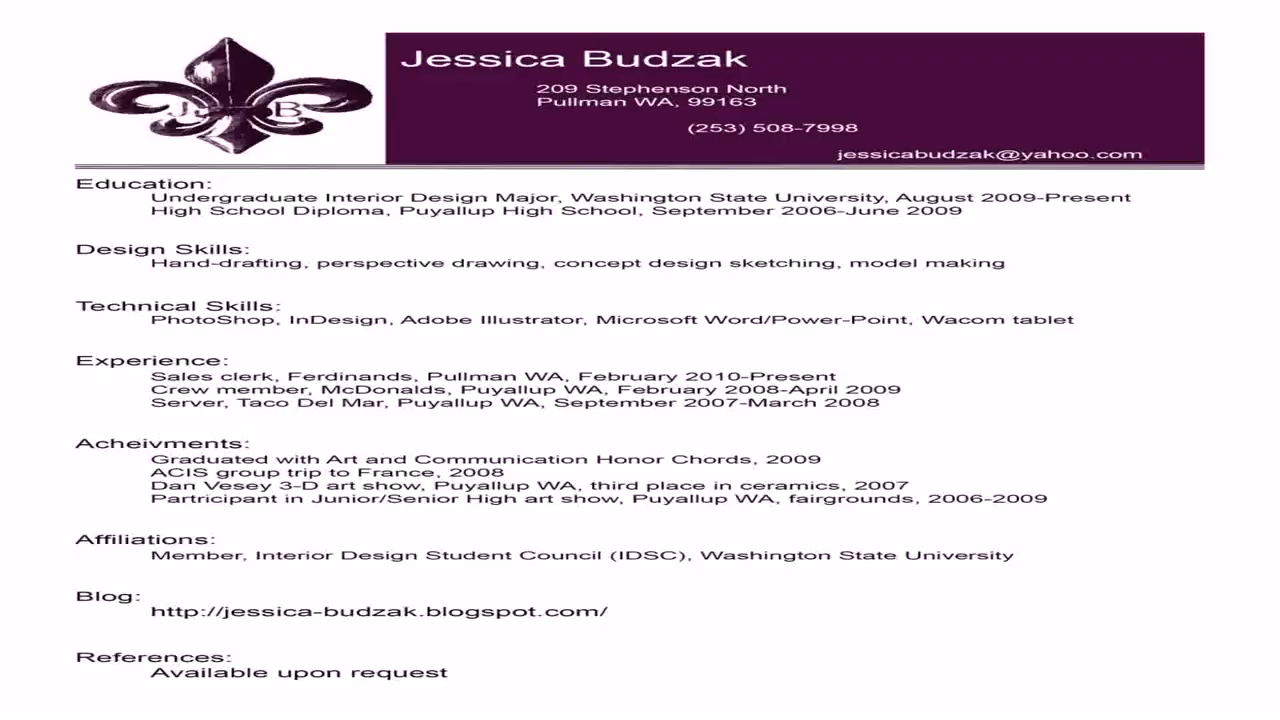 J B
Jessica Budzak
209 Stephenson North
Pullman WA, 99163
(253) 508-7998
jessicabudzak@yahoo.com
Education:
Undergraduate Interior Design Major, Washington State University, August 2009-Present
High School Diploma, Puyallup High School, September 2006-June 2009
Design Skills:
Hand-drafting, perspective drawing, concept design sketching, model making
Technical Skills:
PhotoShop, InDesign, Adobe Illustrator, Microsoft Word/Power-Point, Wacom tablet
Experience:
Sales clerk, Ferdinands, Pullman WA, February 2010-Present
Crew member, McDonalds, Puyallup WA, February 2008-April 2009
Server, Taco Del Mar, Puyallup WA, September 2007-March 2008
Acheivments:
Graduated with Art and Communication Honor Chords, 2009
ACIS group trip to France, 2008
Dan Vesey 3-D art show, Puyallup WA, third place in ceramics, 2007
Partricipant in Junior/Senior High art show, Puyallup WA, fairgrounds, 2006-2009
Affiliations:
Member, Interior Design Student Council (IDSC), Washington State University
Blog:
http://jessica-budzak.blogspot.com/
References:
Available upon request